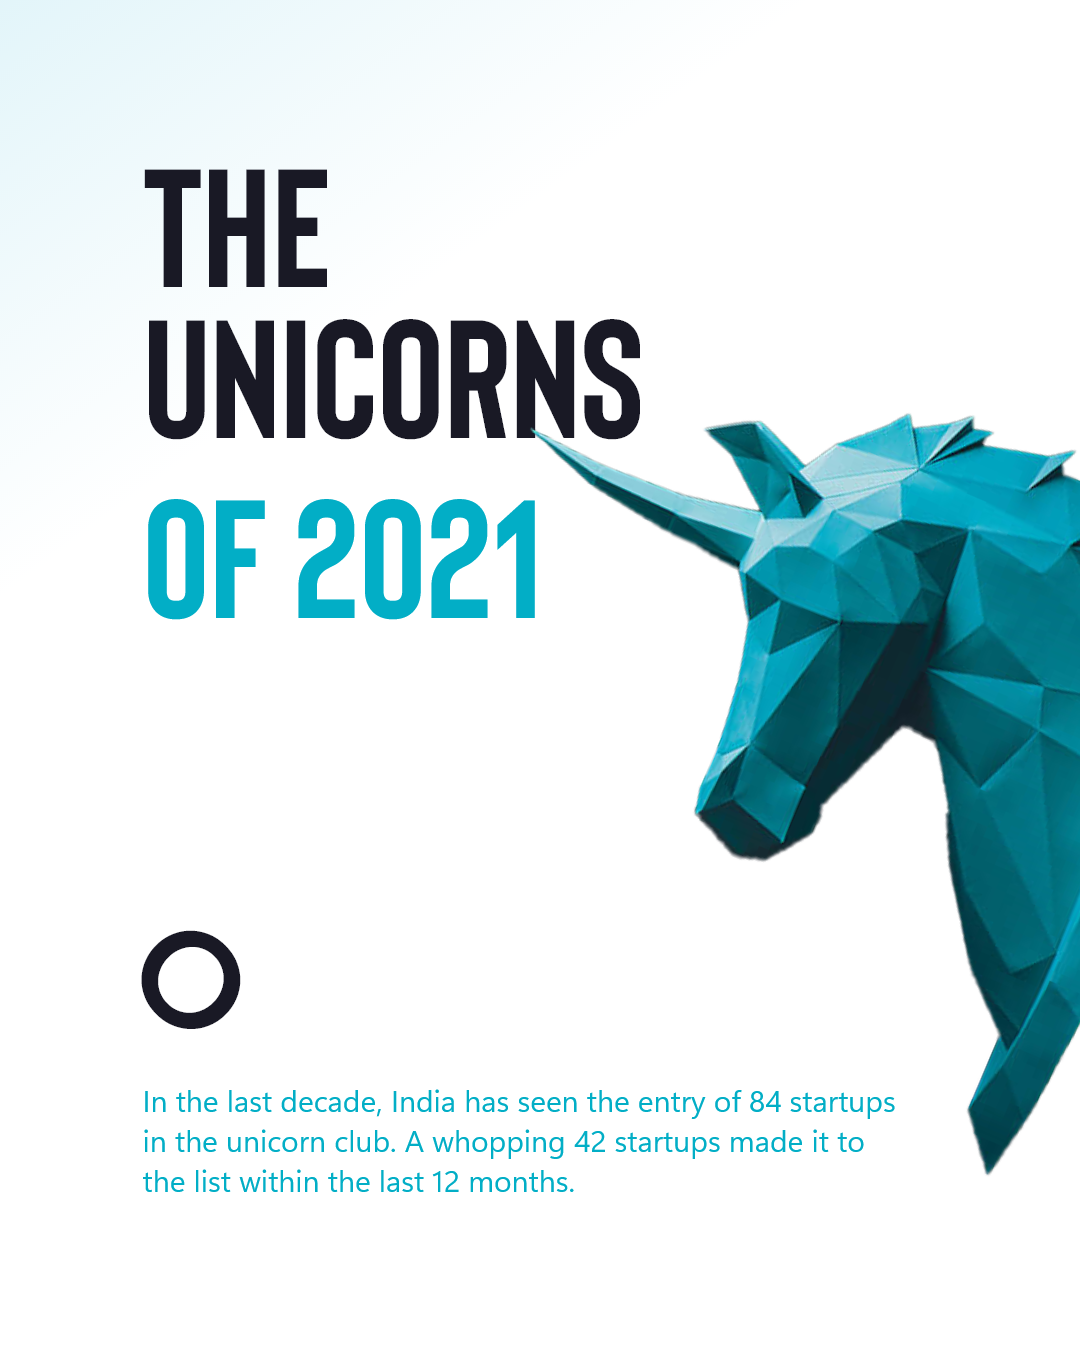 THE
UNICORNS
OF 2021
In the last decade, India has seen the entry of 84 startups
in the unicorn club. A whopping 42 startups made it to
the list within the last 12 months.